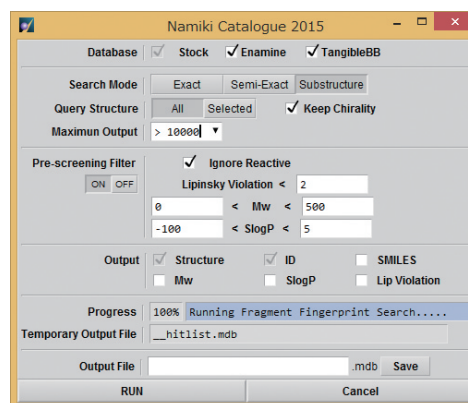 Namiki Catalogue 2015
Database Stock Enamine TangibleBB
Search Mode Exact Semi-Exact Substructure
Query Structure All Selected Keep Chirality
Maximun Output > 10000
Pre-screening Filter Ignore Reactive
ON OFF Lipinsky Violation < 2
0 < Mw < 500
-100 < SlogP < 5
Output Structure ID SMILES
Mw SlogP Lip Violation
Progress 100% Running Fragment Fingerprint Search.....
Temporary Output File __hitlist.mdb
Output File .mdb Save
RUN Cancel